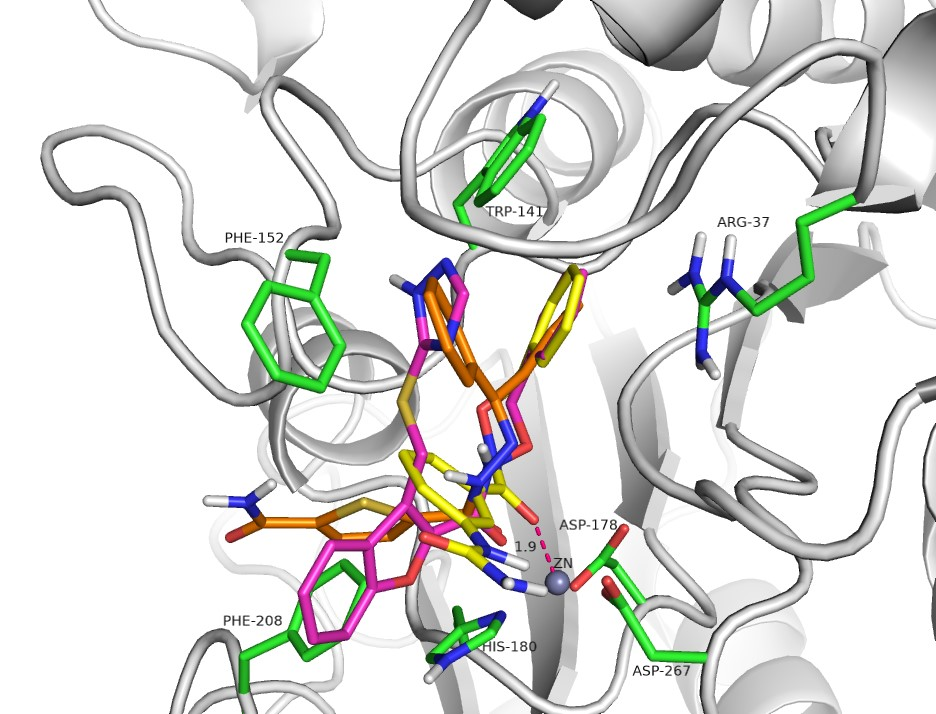 TRP-141
ARG-37
PHE-152
ASP-178
1.9
ZN
PHE-208
HIS-180
ASP-267